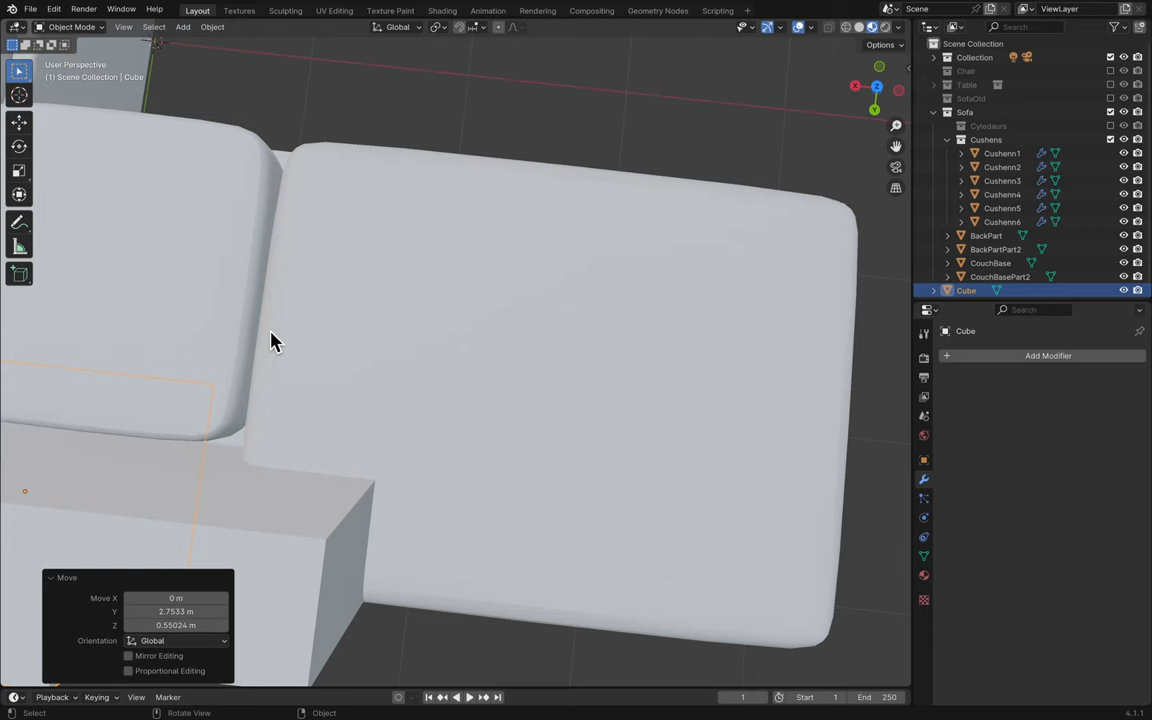 File Edit Render Window Help Layout Textures Sculpting UV Editing Texture Paint Shading Animation Rendering Compositing Geometry Nodes Scripting Scene ViewLayer
Object Mode View Select Add Object Global Search
Options
User Perspective
(1) Scene Collection | Cube
X
Z
Y
Scene Collection
Collection
Chair
Table
SofaOld
Sofa
Cyledaurs
Cushens
Cushenn1
Cushenn2
Cushenn3
Cushenn4
Cushenn5
Cushenn6
BackPart
BackPartPart2
CouchBase
CouchBasePart2
Cube
Search
Cube
Add Modifier
Move
Move X 0 m
Y 2.7533 m
Z 0.55024 m
Orientation Global
Mirror Editing
Proportional Editing
Playback Keying View Marker 1 Start 1 End 250
Select Rotate View Object 4.1.1